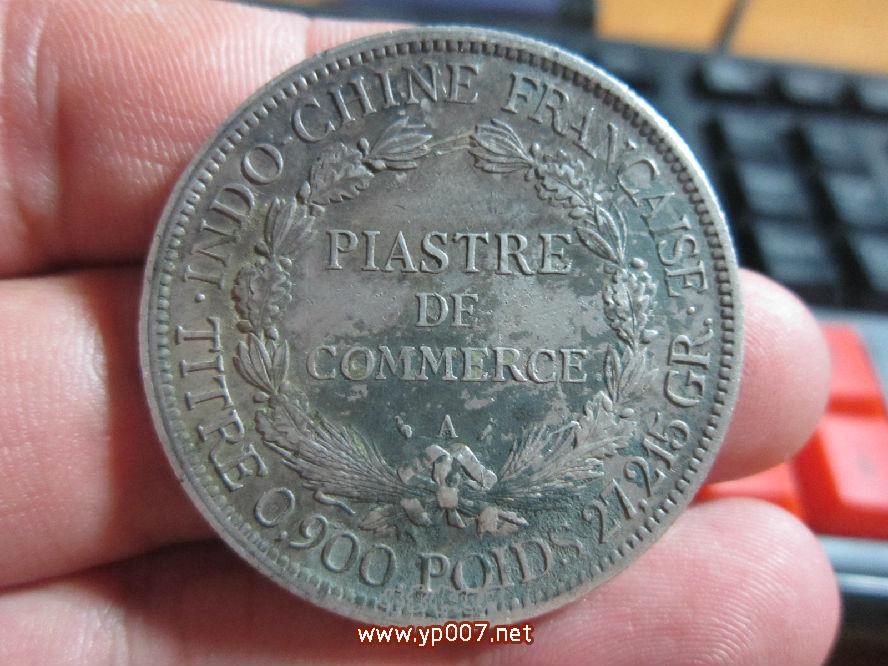 INDO-CHINE FRANÇAISE · TITRE 0,900 POIDS 27,215 GR. ·
PIASTRE
DE
COMMERCE
A
www.yp007.net